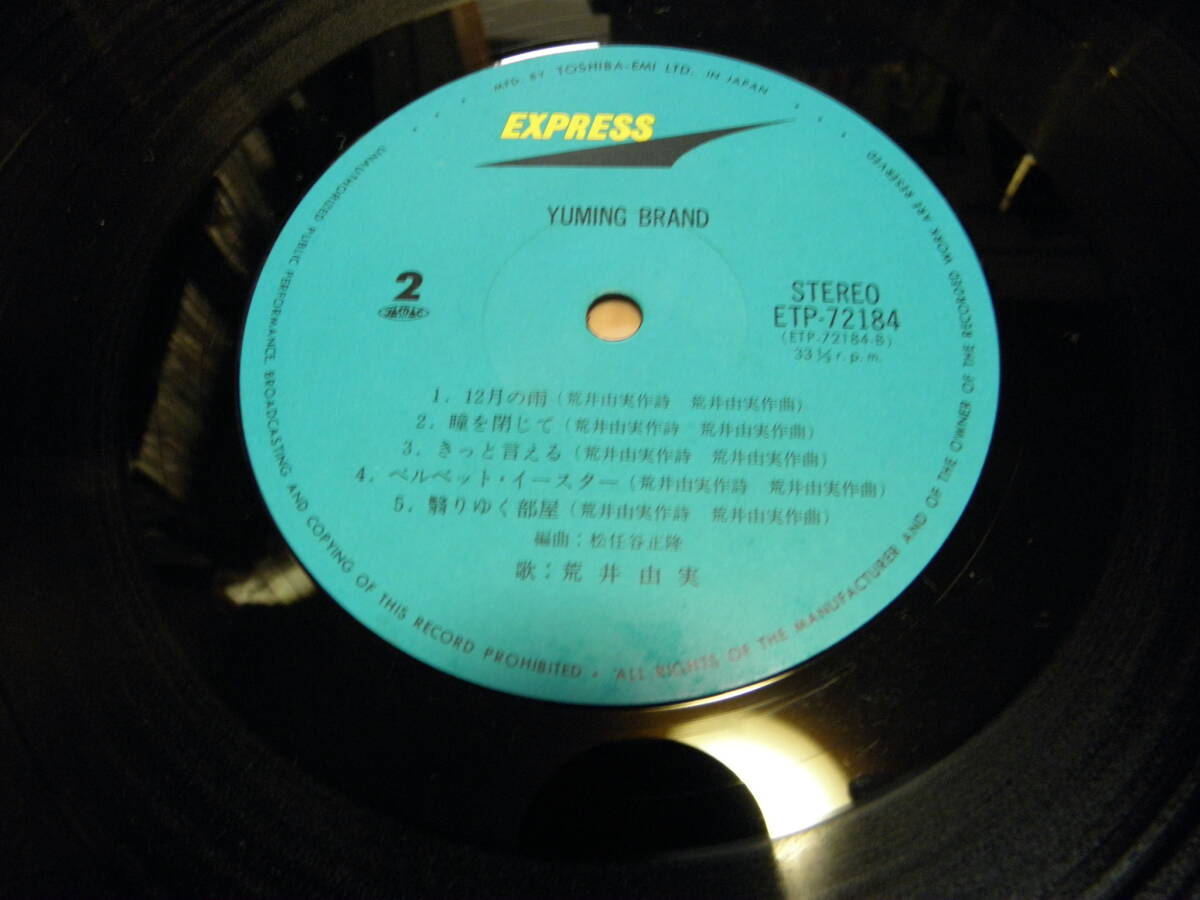 MFD. BY TOSHIBA-EMI LTD. IN JAPAN
EXPRESS
YUMING BRAND
2
JASRAC
STEREO
ETP-72184
(ETP-72184-B)
33 1/3 r.p.m.
1. 12月の雨 (荒井由実作詩 荒井由実作曲)
2. 瞳を閉じて (荒井由実作詩 荒井由実作曲)
3. きっと言える (荒井由実作詩 荒井由実作曲)
4. ベルベット・イースター (荒井由実作詩 荒井由実作曲)
5. 翳りゆく部屋 (荒井由実作詩 荒井由実作曲)
編曲:松任谷正隆
歌:荒井由実
UNAUTHORIZED PUBLIC PERFORMANCE BROADCASTING AND COPYING OF THIS RECORD PROHIBITED • ALL RIGHTS OF THE MANUFACTURER AND OF THE OWNER OF THE RECORDED WORK ARE RESERVED